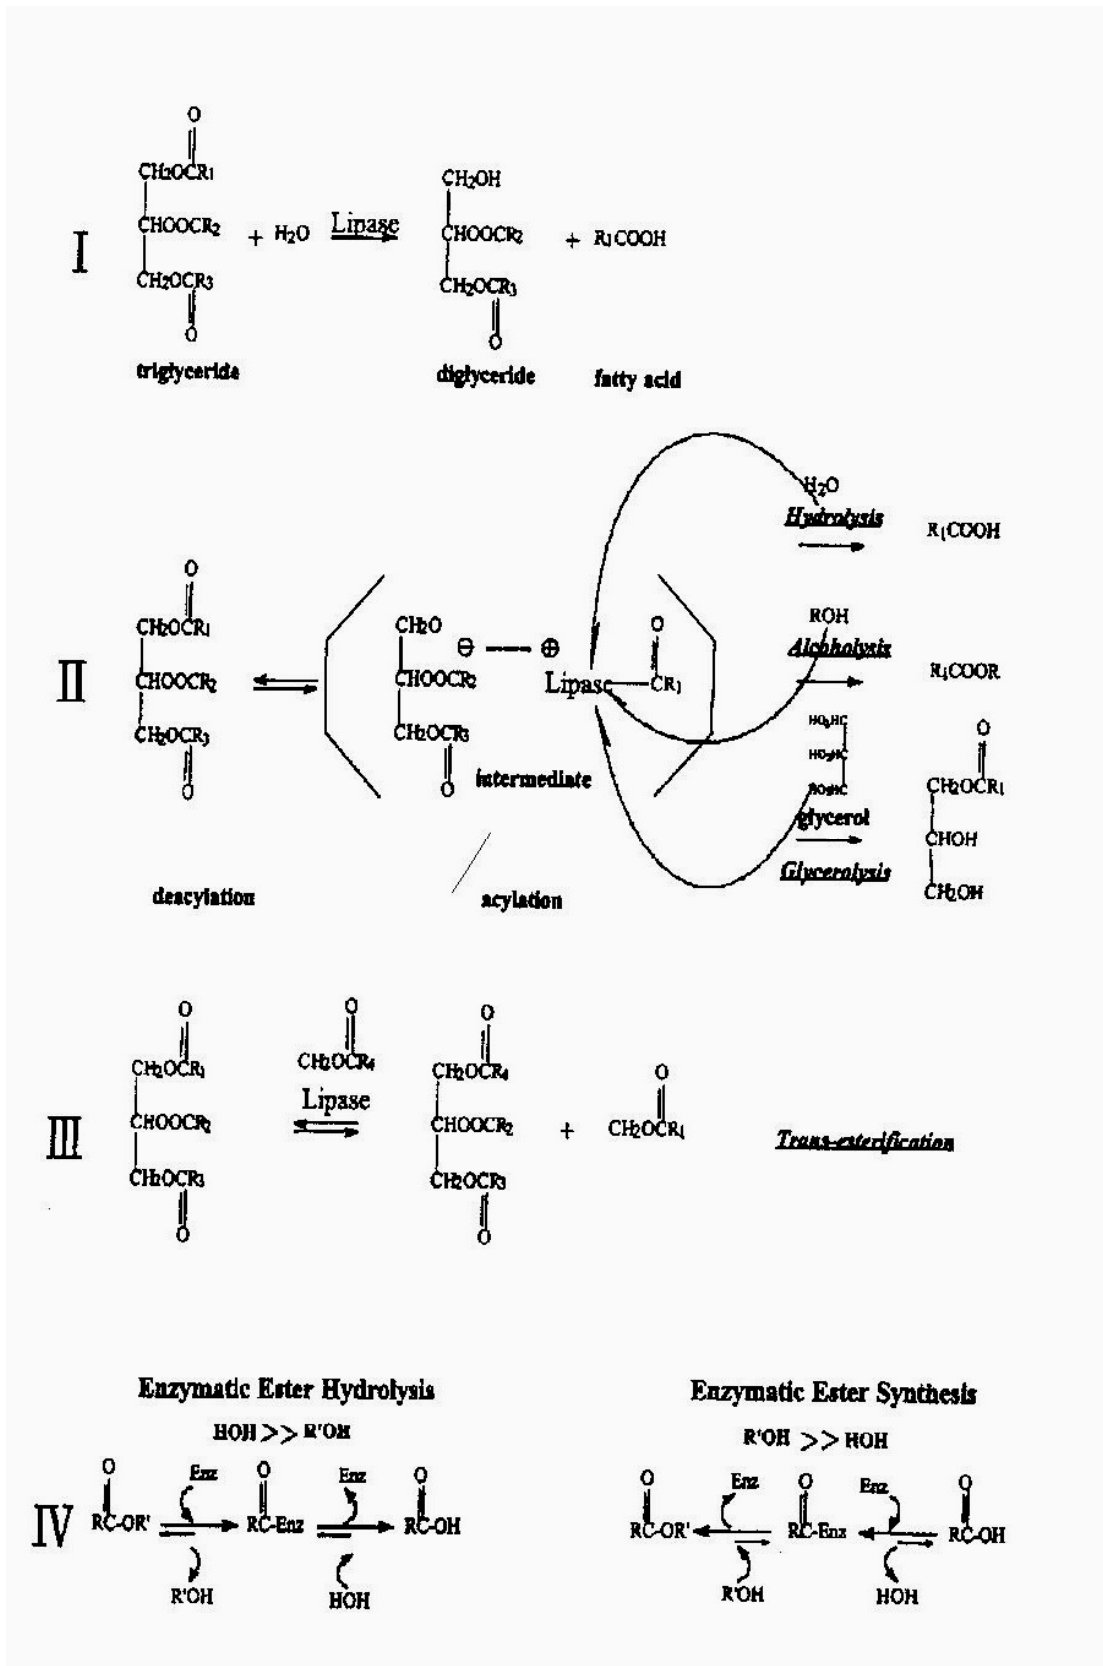 I
O
CH2OCR1
CHOOCR2
CH2OCR3
O
triglyceride
+ H2O
Lipase
CH2OH
CHOOCR2
CH2OCR3
O
diglyceride
+ R1COOH
fatty acid
II
O
CH2OCR1
CHOOCR2
CH2OCR3
O
CH2O
⊖ --- ⊕
CHOOCR2
CH2OCR3
O
Lipase
O
CR1
intermediate
H2O
Hydrolysis
R1COOH
ROH
Alcoholysis
R1COOR
glycerol
Glycerolysis
O
CH2OCR1
CHOH
CH2OH
deacylation / acylation
III
O
CH2OCR1
CHOOCR2
CH2OCR3
O
O
CH2OCR4
Lipase
O
CH2OCR4
CHOOCR2
CH2OCR3
O
+
O
CH2OCR1
Trans-esterification
IV
Enzymatic Ester Hydrolysis
HOH >> R'OH
O
RC-OR'
Enz
R'OH
O
RC-Enz
Enz
HOH
O
RC-OH
Enzymatic Ester Synthesis
R'OH >> HOH
O
RC-OR'
Enz
R'OH
O
RC-Enz
Enz
HOH
O
RC-OH